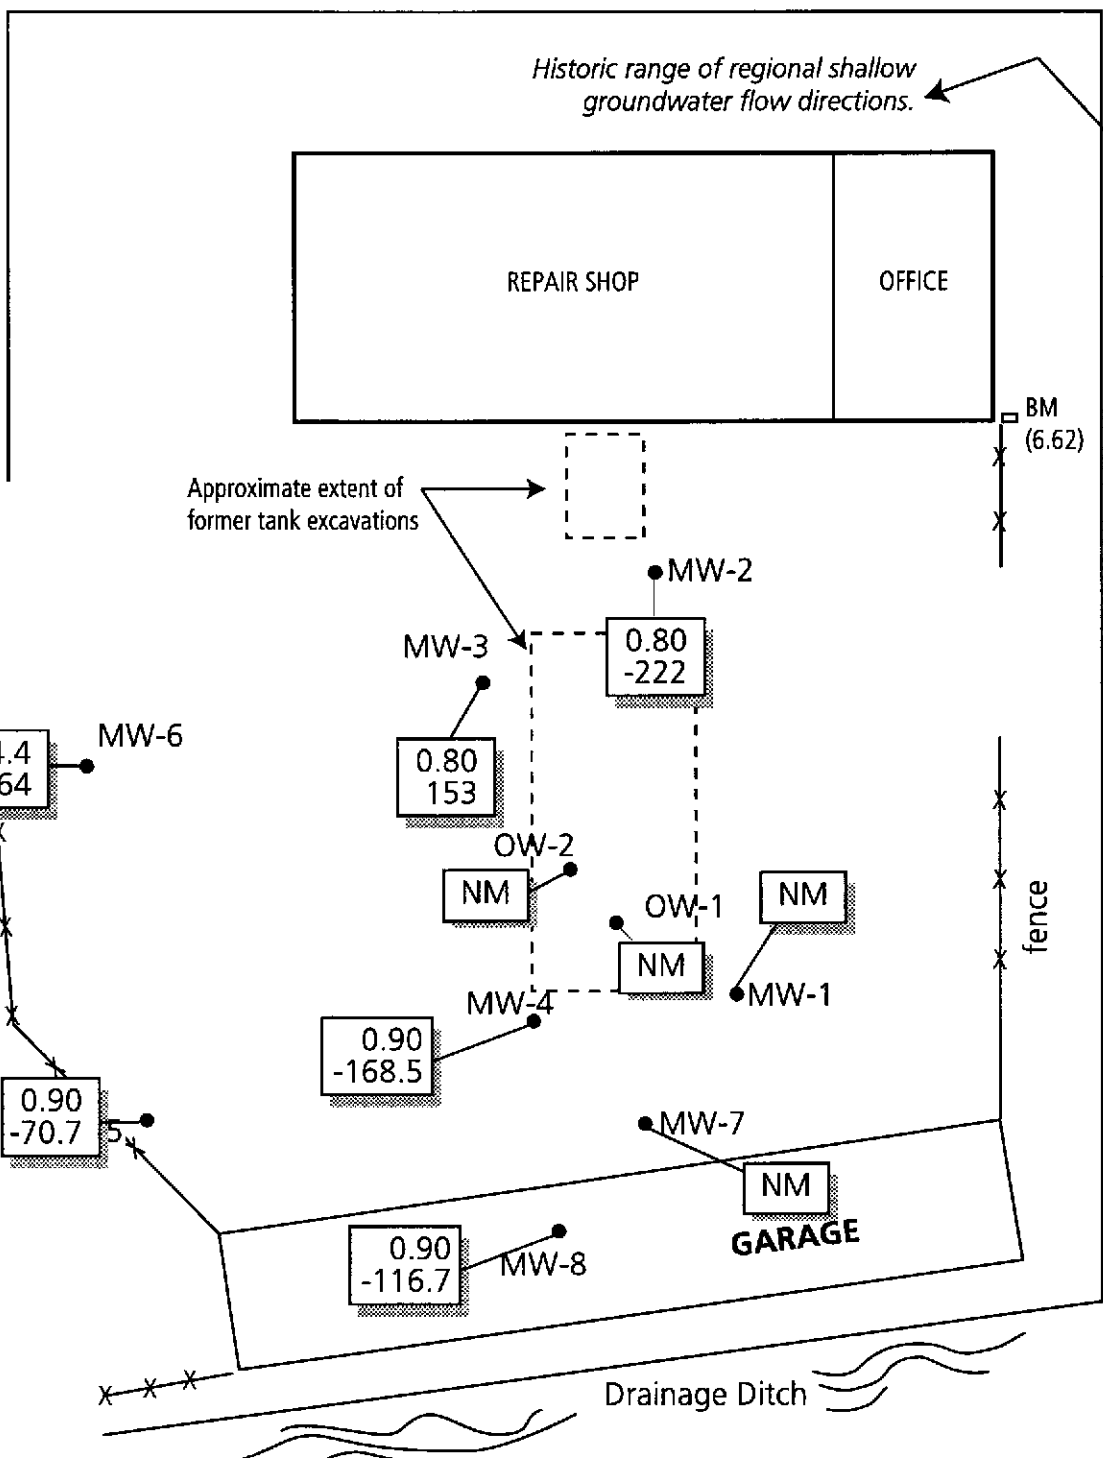 Historic range of regional shallow
groundwater flow directions.
REPAIR SHOP
OFFICE
BM
(6.62)
Approximate extent of
former tank excavations
MW-2
0.80
-222
MW-3
0.80
153
MW-6
.4
64
OW-2
NM
OW-1
NM
NM
MW-1
fence
MW-4
0.90
-168.5
0.90
-70.7
5
MW-7
NM
GARAGE
0.90
-116.7
MW-8
Drainage Ditch